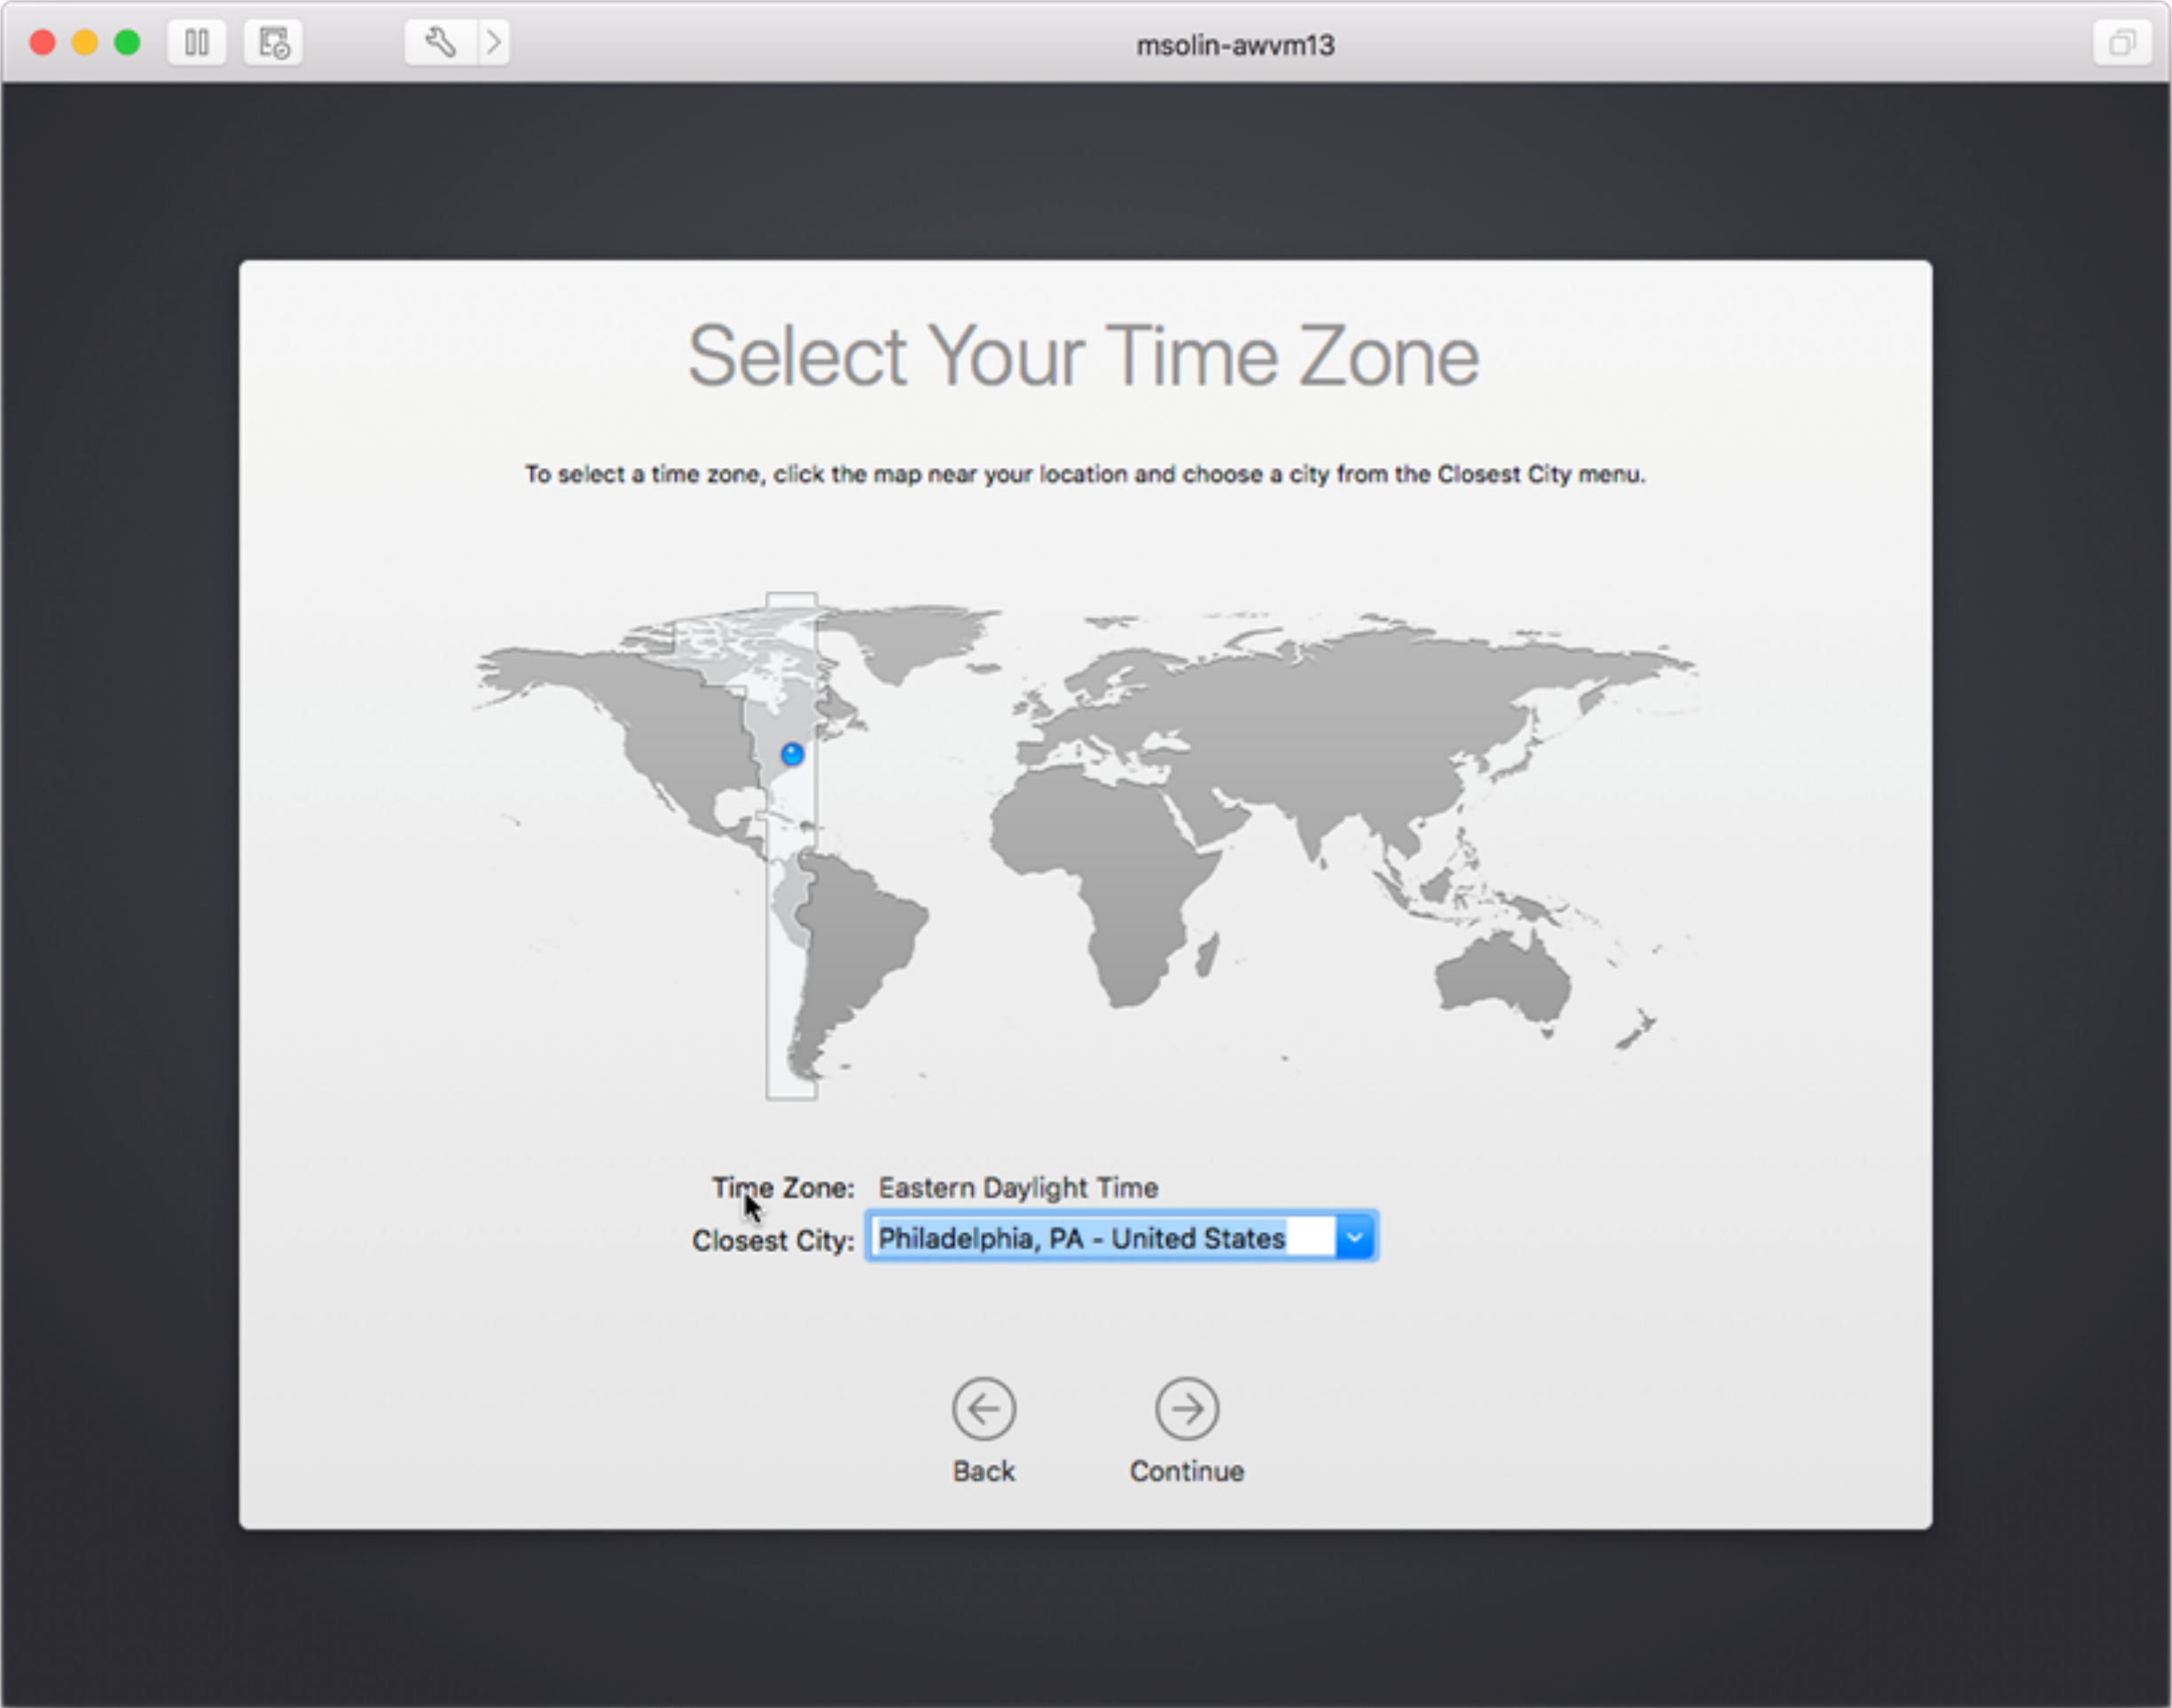 msolin-awvm13
Select Your Time Zone
To select a time zone, click the map near your location and choose a city from the Closest City menu.
Time Zone: Eastern Daylight Time
Closest City: Philadelphia, PA - United States
Back Continue